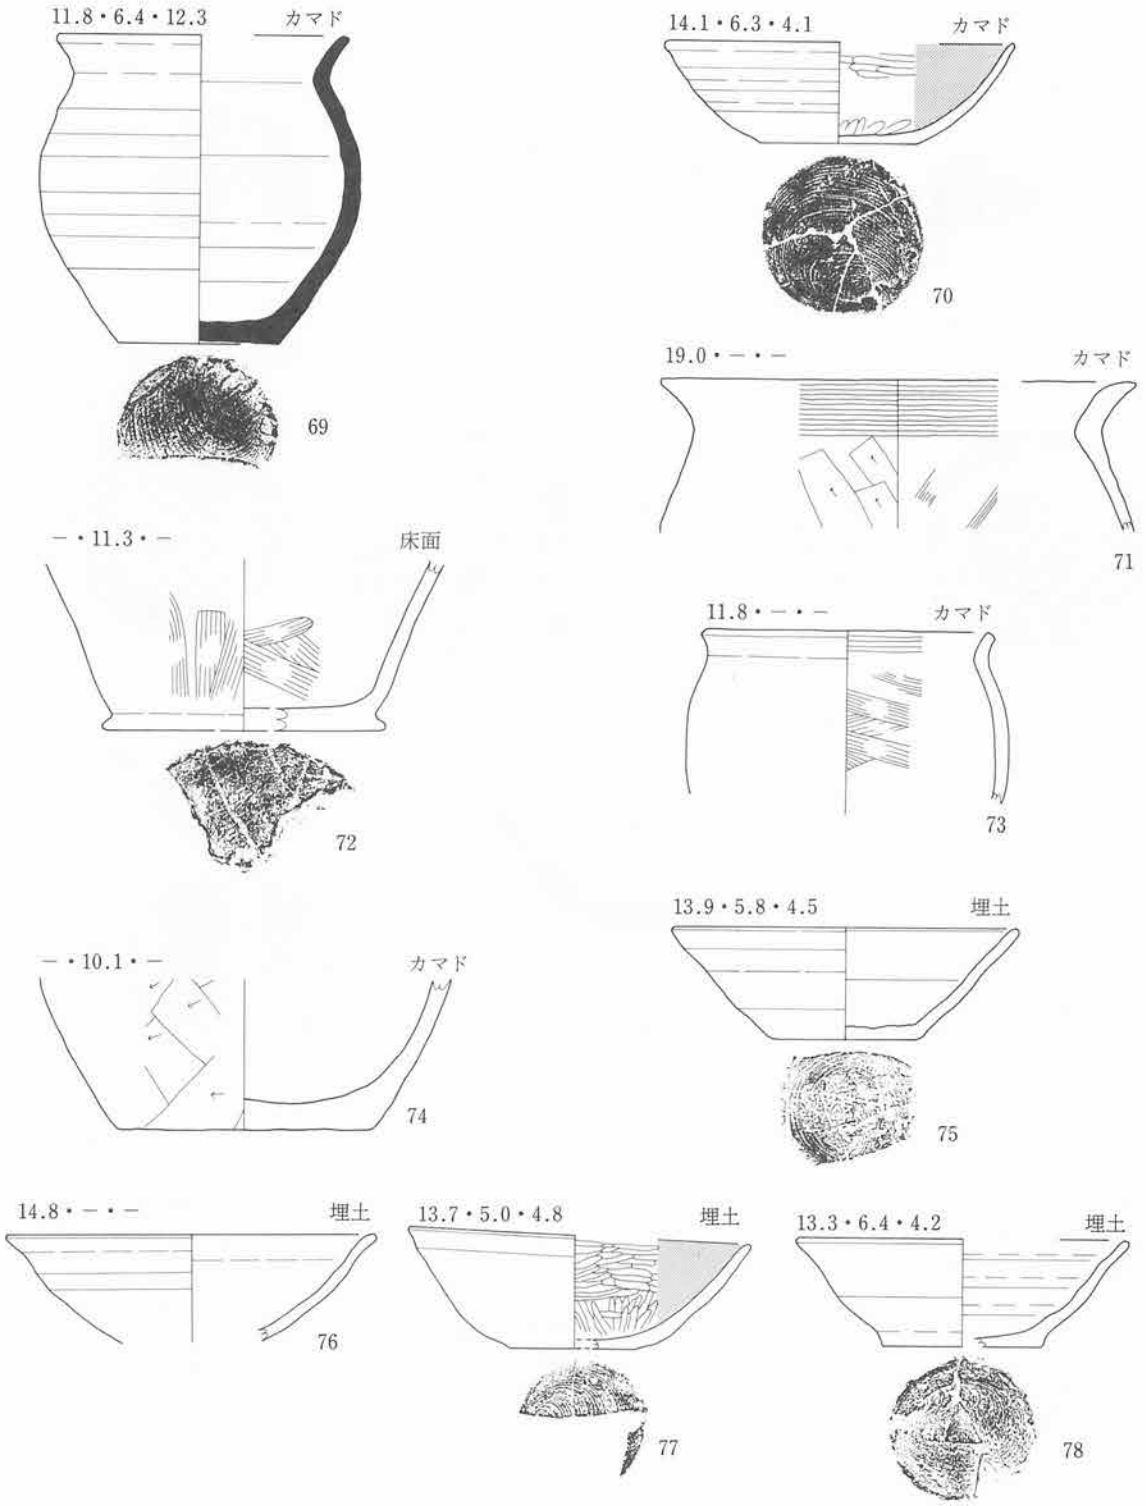 11.8・6.4・12.3 カマド
69
14.1・6.3・4.1 カマド
70
19.0・－・－ カマド
71
－・11.3・－ 床面
72
11.8・－・－ カマド
73
－・10.1・－ カマド
74
13.9・5.8・4.5 埋土
75
14.8・－・－ 埋土
76
13.7・5.0・4.8 埋土
77
13.3・6.4・4.2 埋土
78